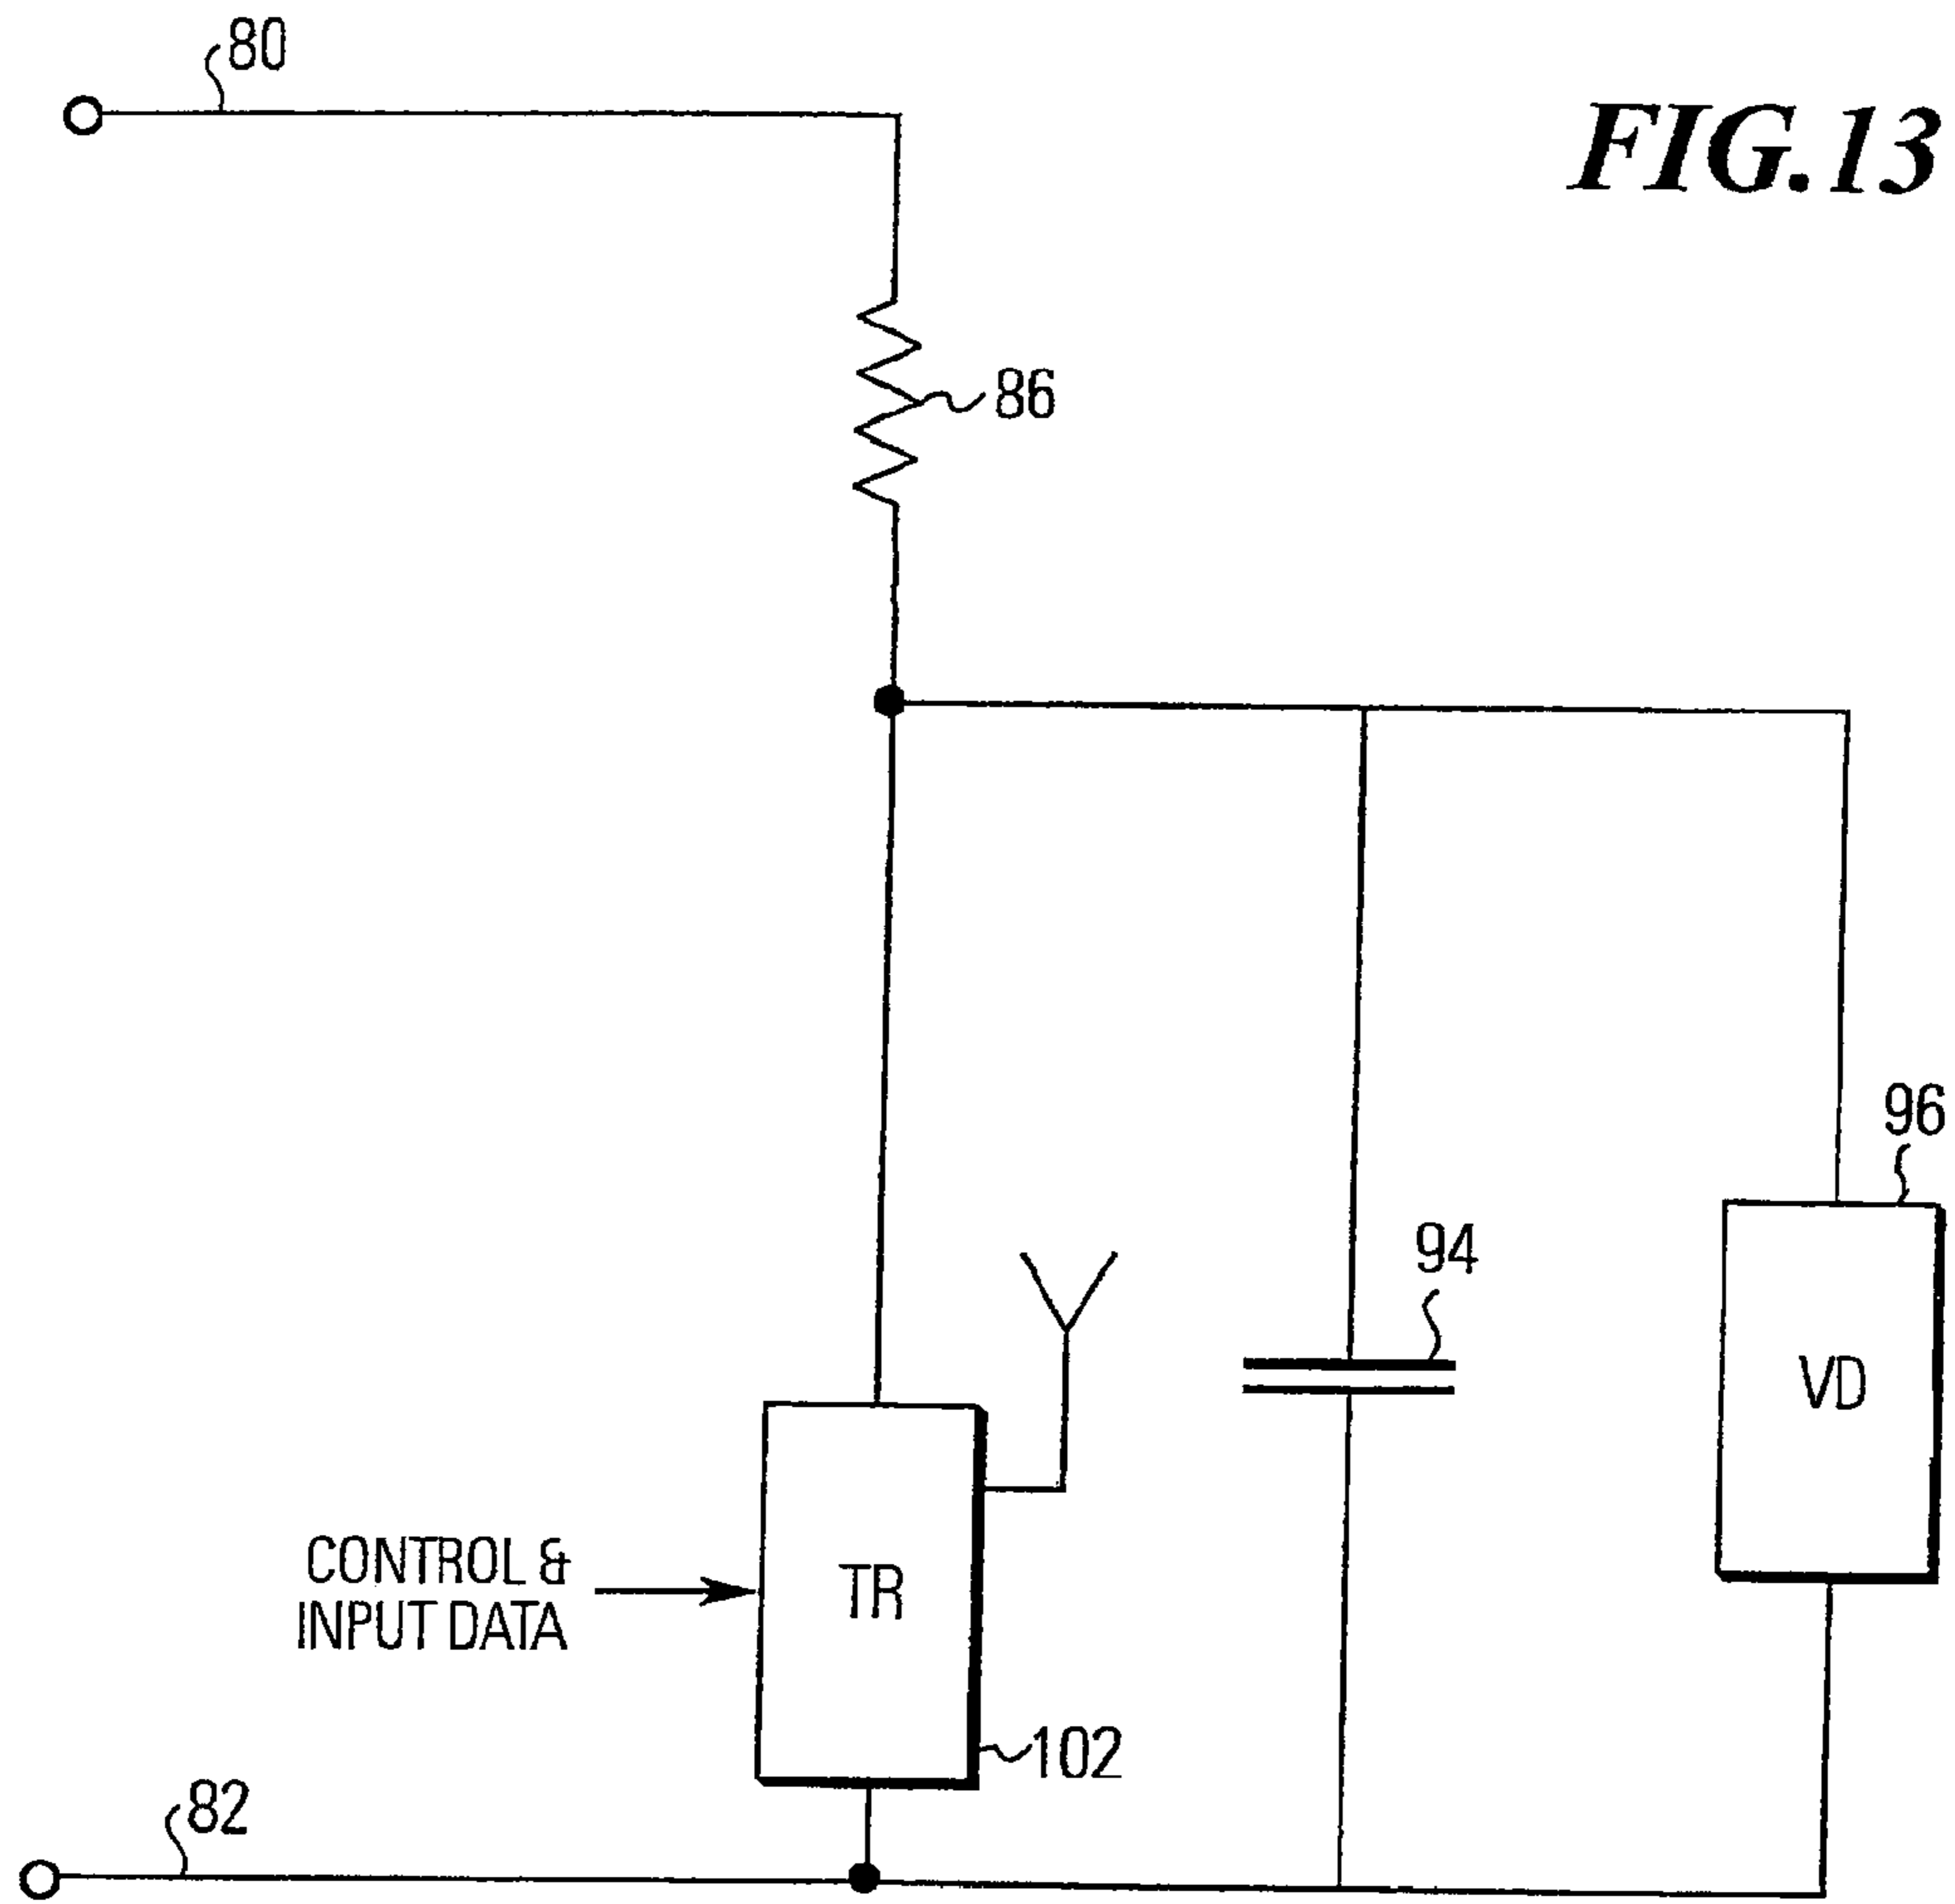 80
FIG.13
86
96
94
VD
CONTROL &
INPUT DATA
TR
102
82